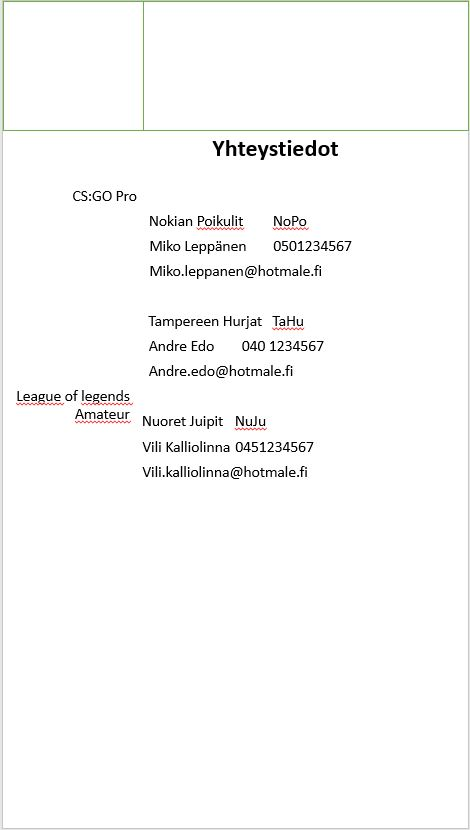 Yhteystiedot
CS:GO Pro
Nokian Poikulit NoPo
Miko Leppänen 0501234567
Miko.leppanen@hotmale.fi
Tampereen Hurjat TaHu
Andre Edo 040 1234567
Andre.edo@hotmale.fi
League of legends
Amateur
Nuoret Juipit NuJu
Vili Kalliolinna 0451234567
Vili.kalliolinna@hotmale.fi